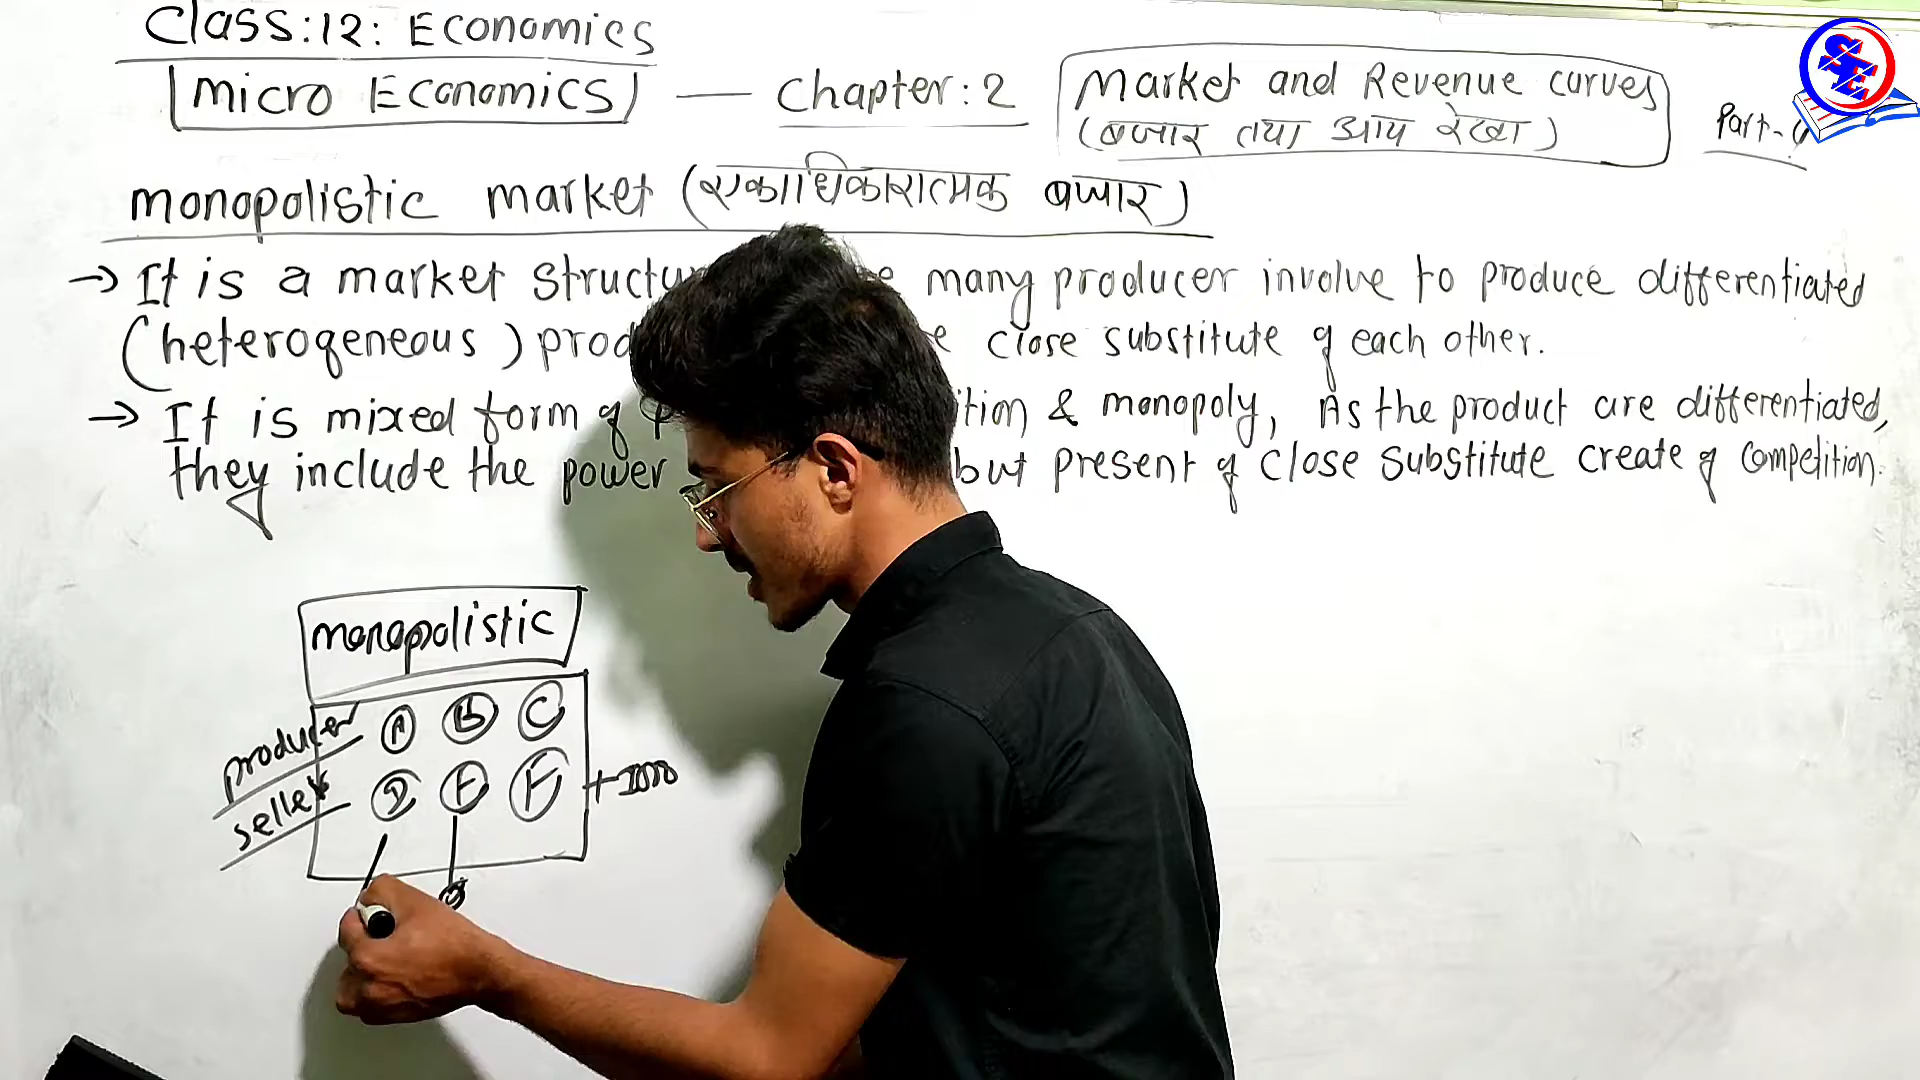 Class:12: Economics
Micro Economics — Chapter: 2 Market and Revenue curves
(बजार तथा आय रेखा) Part-
monopolistic market (एकाधिकारात्मक बजार)
→ It is a market structu many producer involve to produce differentiated
(heterogeneous) prod close substitute of each other.
→ It is mixed form of ition & monopoly, As the product are differentiated,
they include the power but present of close substitute create of competition.
monopolistic
producer A B C
seller D E F + 1000